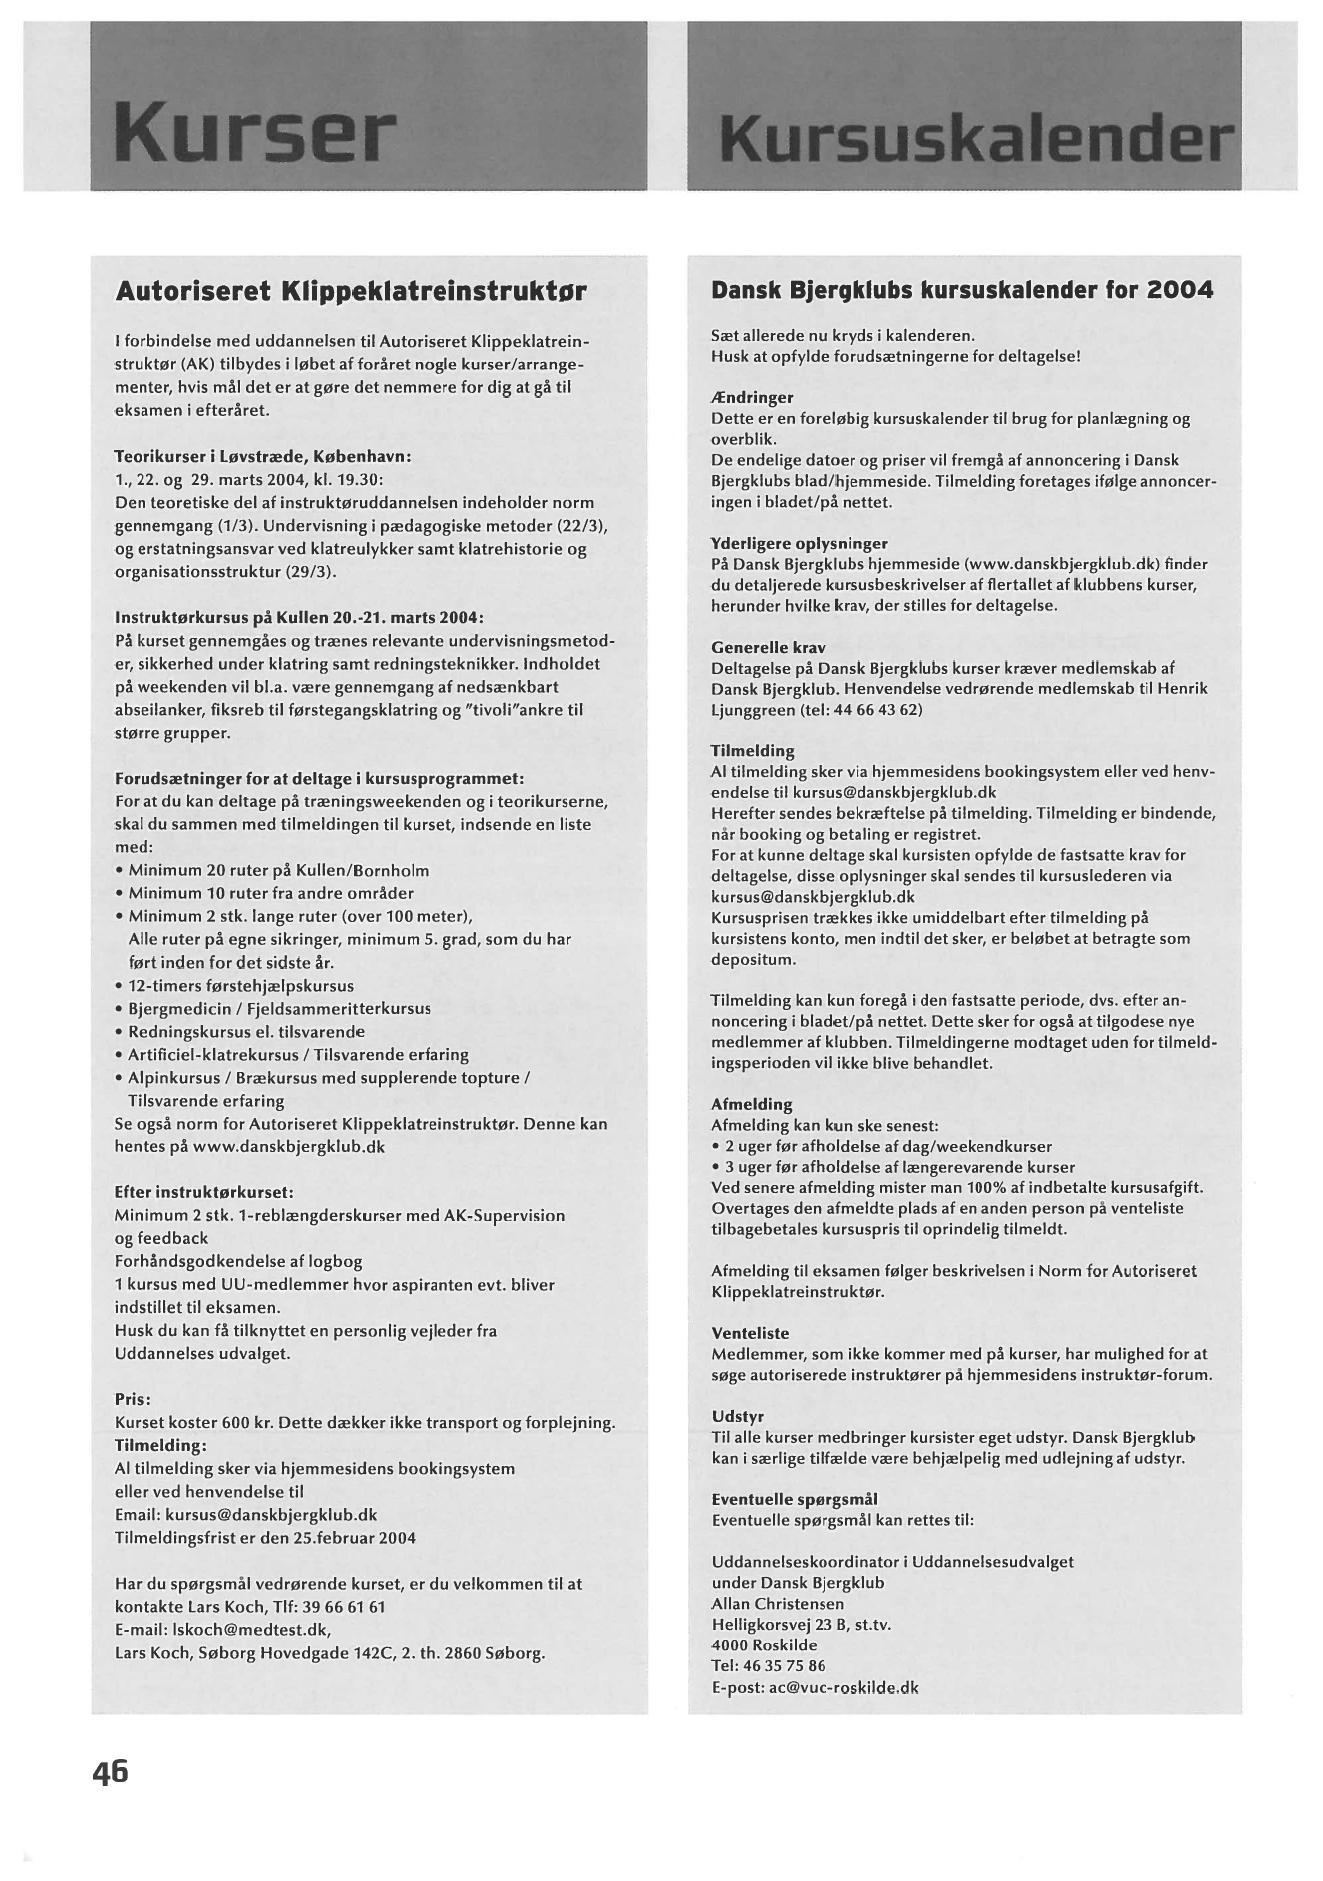 Kurser
Autoriseret Klippeklatreinstruktør
I forbindelse med uddannelsen til Autoriseret Klippeklatrein-
struktør (AK) tilbydes i løbet af foråret nogle kurser/arrange-
menter, hvis mål det er at gøre det nemmere for dig at gå til
eksamen i efteråret.
Teorikurser i Løvstræde, København:
1., 22. og 29. marts 2004, kl. 19.30:
Den teoretiske del af instruktøruddannelsen indeholder norm
gennemgang (1/3). Undervisning i pædagogiske metoder (22/3),
og erstatningsansvar ved klatreulykker samt klatrehistorie og
organisationsstruktur (29/3).
Instruktørkursus på Kullen 20.-21. marts 2004:
På kurset gennemgåes og trænes relevante undervisningsmetod-
er, sikkerhed under klatring samt redningsteknikker. Indholdet
på weekenden vil bl.a. være gennemgang af nedsænkbart
abseilanker, fiksreb til førstegangsklatring og "tivoli"ankre til
større grupper.
Forudsætninger for at deltage i kursusprogrammet:
For at du kan deltage på træningsweekenden og i teorikurserne,
skal du sammen med tilmeldingen til kurset, indsende en liste
med:
• Minimum 20 ruter på Kullen/Bornholm
• Minimum 10 ruter fra andre områder
• Minimum 2 stk. lange ruter (over 100 meter),
Alle ruter på egne sikringer, minimum 5. grad, som du har
ført inden for det sidste år.
• 12-timers førstehjælpskursus
• Bjergmedicin / Fjeldsammeritterkursus
• Redningskursus el. tilsvarende
• Artificiel-klatrekursus / Tilsvarende erfaring
• Alpinkursus / Brækursus med supplerende topture /
Tilsvarende erfaring
Se også norm for Autoriseret Klippeklatreinstruktør. Denne kan
hentes på www.danskbjergklub.dk
Efter instruktørkurset:
Minimum 2 stk. 1-reblængderskurser med AK-Supervision
og feedback
Forhåndsgodkendelse af logbog
1 kursus med UU-medlemmer hvor aspiranten evt. bliver
indstillet til eksamen.
Husk du kan få tilknyttet en personlig vejleder fra
Uddannelses udvalget.
Pris:
Kurset koster 600 kr. Dette dækker ikke transport og forplejning.
Tilmelding:
Al tilmelding sker via hjemmesidens bookingsystem
eller ved henvendelse til
Email: kursus@danskbjergklub.dk
Tilmeldingsfrist er den 25.februar 2004
Har du spørgsmål vedrørende kurset, er du velkommen til at
kontakte Lars Koch, Tlf: 39 66 61 61
E-mail: lskoch@medtest.dk,
Lars Koch, Søborg Hovedgade 142C, 2. th. 2860 Søborg.
46
Kursuskalender
Dansk Bjergklubs kursuskalender for 2004
Sæt allerede nu kryds i kalenderen.
Husk at opfylde forudsætningerne for deltagelse!
Ændringer
Dette er en foreløbig kursuskalender til brug for planlægning og
overblik.
De endelige datoer og priser vil fremgå af annoncering i Dansk
Bjergklubs blad/hjemmeside. Tilmelding foretages ifølge annoncer-
ingen i bladet/på nettet.
Yderligere oplysninger
På Dansk Bjergklubs hjemmeside (www.danskbjergklub.dk) finder
du detaljerede kursusbeskrivelser af flertallet af klubbens kurser,
herunder hvilke krav, der stilles for deltagelse.
Generelle krav
Deltagelse på Dansk Bjergklubs kurser kræver medlemskab af
Dansk Bjergklub. Henvendelse vedrørende medlemskab til Henrik
Ljunggreen (tel: 44 66 43 62)
Tilmelding
Al tilmelding sker via hjemmesidens bookingsystem eller ved henv-
endelse til kursus@danskbjergklub.dk
Herefter sendes bekræftelse på tilmelding. Tilmelding er bindende,
når booking og betaling er registret.
For at kunne deltage skal kursisten opfylde de fastsatte krav for
deltagelse, disse oplysninger skal sendes til kursuslederen via
kursus@danskbjergklub.dk
Kursusprisen trækkes ikke umiddelbart efter tilmelding på
kursistens konto, men indtil det sker, er beløbet at betragte som
depositum.
Tilmelding kan kun foregå i den fastsatte periode, dvs. efter an-
noncering i bladet/på nettet. Dette sker for også at tilgodese nye
medlemmer af klubben. Tilmeldingerne modtaget uden for tilmeld-
ingsperioden vil ikke blive behandlet.
Afmelding
Afmelding kan kun ske senest:
• 2 uger før afholdelse af dag/weekendkurser
• 3 uger før afholdelse af længerevarende kurser
Ved senere afmelding mister man 100% af indbetalte kursusafgift.
Overtages den afmeldte plads af en anden person på venteliste
tilbagebetales kursuspris til oprindelig tilmeldt.
Afmelding til eksamen følger beskrivelsen i Norm for Autoriseret
Klippeklatreinstruktør.
Venteliste
Medlemmer, som ikke kommer med på kurser, har mulighed for at
søge autoriserede instruktører på hjemmesidens instruktør-forum.
Udstyr
Til alle kurser medbringer kursister eget udstyr. Dansk Bjergklub
kan i særlige tilfælde være behjælpelig med udlejning af udstyr.
Eventuelle spørgsmål
Eventuelle spørgsmål kan rettes til:
Uddannelseskoordinator i Uddannelsesudvalget
under Dansk Bjergklub
Allan Christensen
Helligkorsvej 23 B, st.tv.
4000 Roskilde
Tel: 46 35 75 86
E-post: ac@vuc-roskilde.dk